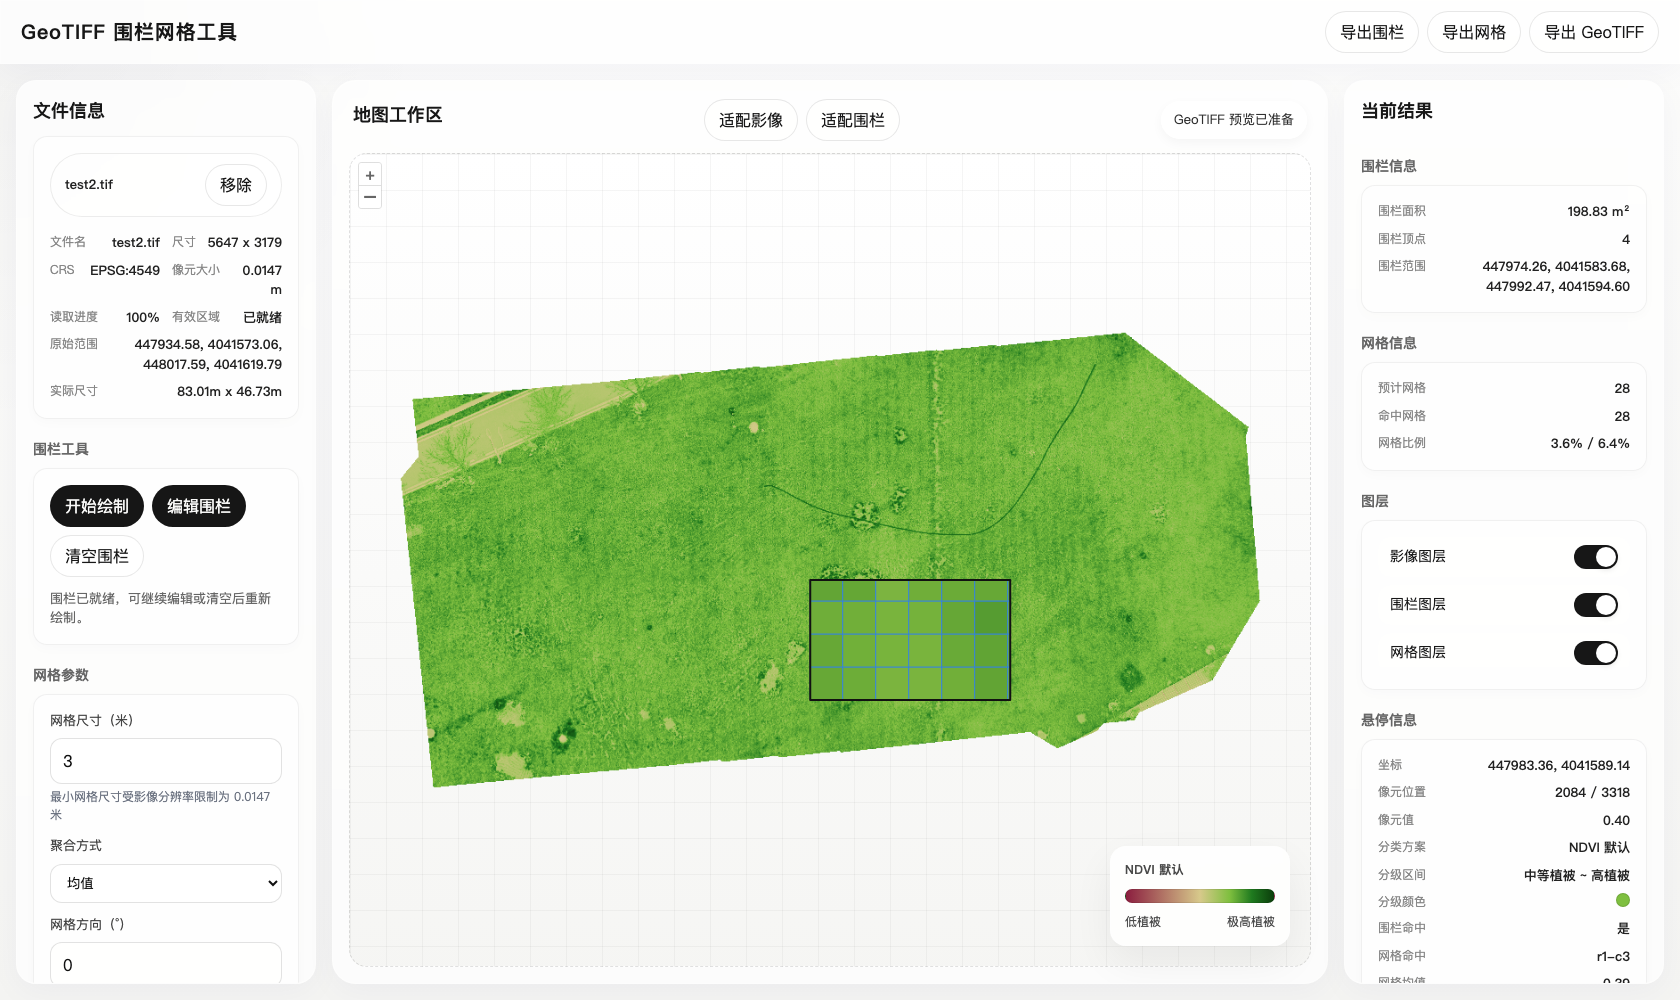 GeoTIFF 围栏网格工具
导出围栏
导出网格
导出 GeoTIFF
文件信息
test2.tif
移除
文件名 test2.tif 尺寸 5647 x 3179
CRS EPSG:4549 像元大小 0.0147
m
读取进度 100% 有效区域 已就绪
原始范围 447934.58, 4041573.06,
448017.59, 4041619.79
实际尺寸 83.01m x 46.73m
围栏工具
开始绘制
编辑围栏
清空围栏
围栏已就绪，可继续编辑或清空后重新
绘制。
网格参数
网格尺寸（米）
3
最小网格尺寸受影像分辨率限制为 0.0147
米
聚合方式
均值
网格方向（°）
0
地图工作区
适配影像
适配围栏
GeoTIFF 预览已准备
+
−
NDVI 默认
低植被 极高植被
当前结果
围栏信息
围栏面积 198.83 m²
围栏顶点 4
围栏范围 447974.26, 4041583.68,
447992.47, 4041594.60
网格信息
预计网格 28
命中网格 28
网格比例 3.6% / 6.4%
图层
影像图层
围栏图层
网格图层
悬停信息
坐标 447983.36, 4041589.14
像元位置 2084 / 3318
像元值 0.40
分类方案 NDVI 默认
分级区间 中等植被 ~ 高植被
分级颜色
围栏命中 是
网格命中 r1-c3
网格均值 0.39